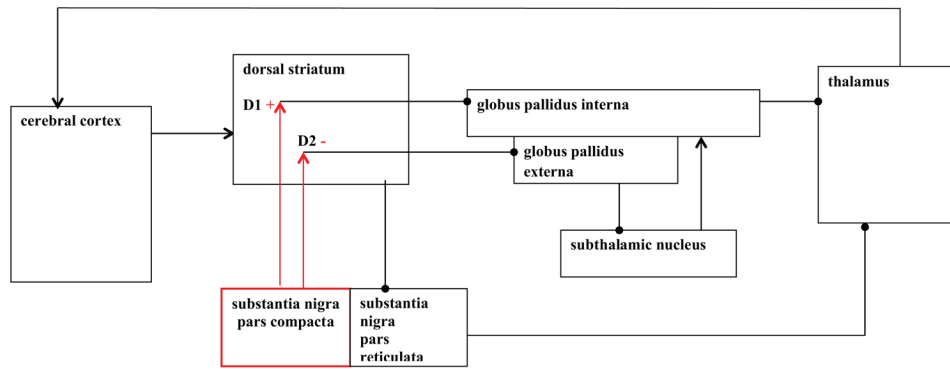 dorsal striatum
thalamus
D1 +
globus pallidus interna
cerebral cortex
D2 -
globus pallidus
externa
subthalamic nucleus
substantia nigra
pars compacta
substantia
nigra
pars
reticulata